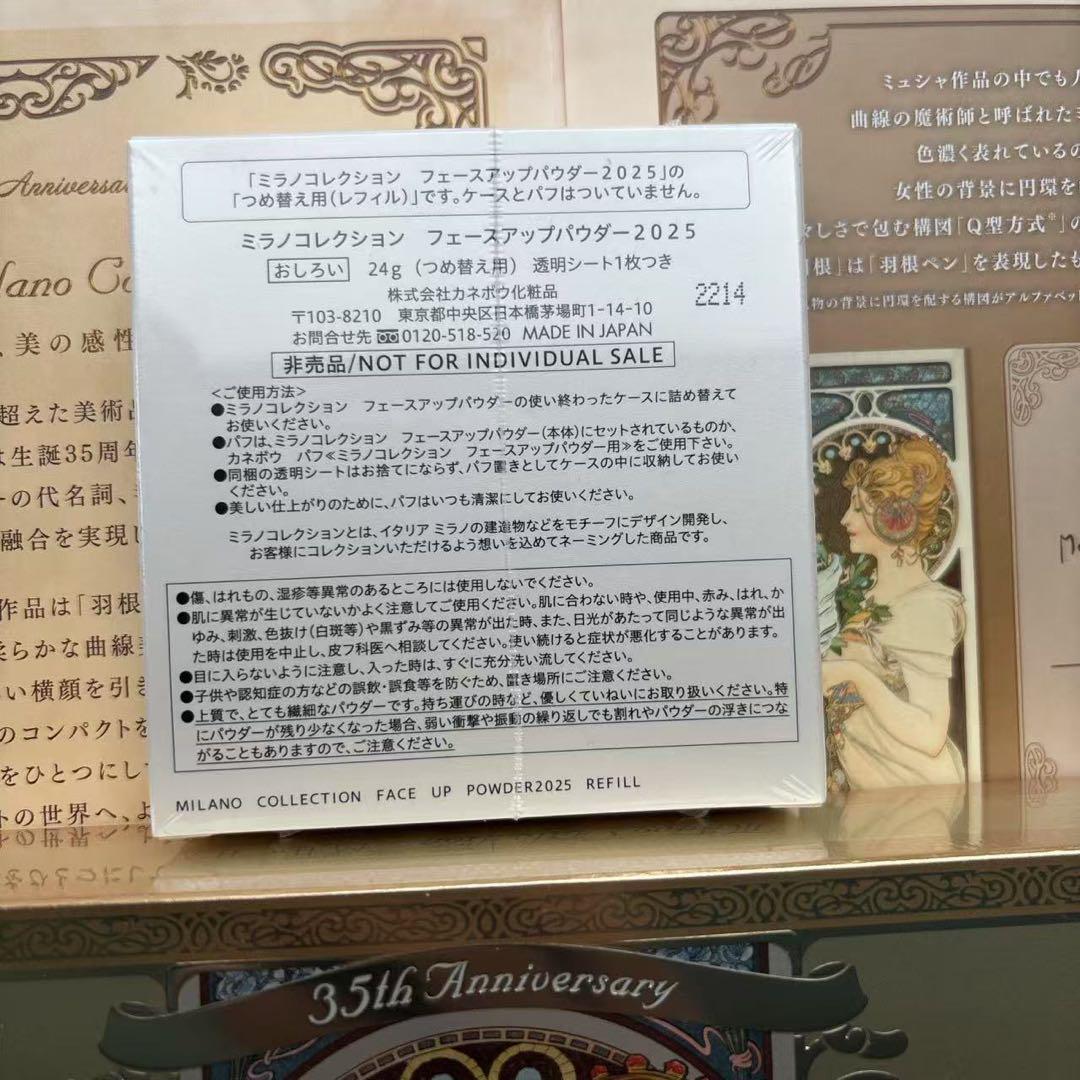 「ミラノコレクション　フェースアップパウダー2025」の
「つめ替え用(レフィル)」です。ケースとパフはついていません。
ミラノコレクション　フェースアップパウダー2025
おしろい　24g（つめ替え用）透明シート1枚つき
株式会社カネボウ化粧品
〒103-8210　東京都中央区日本橋茅場町1-14-10
お問合せ先 0120-518-520 MADE IN JAPAN
2214
非売品/NOT FOR INDIVIDUAL SALE
<ご使用方法>
●ミラノコレクション　フェースアップパウダーの使い終わったケースに詰め替えて
お使いください。
●パフは、ミラノコレクション　フェースアップパウダー(本体)にセットされているものか、
カネボウ　パフ≪ミラノコレクション　フェースアップパウダー用≫をご使用下さい。
●同梱の透明シートはお捨てにならず、パフ置きとしてケースの中に収納してお使い
ください。
●美しい仕上がりのために、パフはいつも清潔にしてお使いください。
ミラノコレクションとは、イタリア ミラノの建造物などをモチーフにデザイン開発し、
お客様にコレクションいただけるよう想いを込めてネーミングした商品です。
●傷、はれもの、湿疹等異常のあるところには使用しないでください。
●肌に異常が生じていないかよく注意してご使用ください。肌に合わない時や、使用中、赤み、はれ、か
ゆみ、刺激、色抜け(白斑等)や黒ずみ等の異常が出た時、また、日光があたって同じような異常が出
た時は使用を中止し、皮フ科医へ相談してください。使い続けると症状が悪化することがあります。
●目に入らないように注意し、入った時は、すぐに充分洗い流してください。
●子供や認知症の方などの誤飲・誤食等を防ぐため、置き場所にご注意ください。
●上質で、とても繊細なパウダーです。持ち運びの時など、優しくていねいにお取り扱いください。特
にパウダーが残り少なくなった場合、弱い衝撃や振動の繰り返しでも割れやパウダーの浮きにつな
がることもありますので、ご注意ください。
MILANO COLLECTION FACE UP POWDER2025 REFILL
Anniversa
lano Co
、美の感性
超えた美術品
は生誕35周年
ーの代名詞、
融合を実現し
作品は「羽根
柔らかな曲線美
い横顔を引き
のコンパクトを
をひとつにして
トの世界へ、よ
ミュシャ作品の中でも人
曲線の魔術師と呼ばれたミ
色濃く表れているの
女性の背景に円環を
々しさで包む構図「Q型方式※」の
根」は「羽根ペン」を表現したも
物の背景に円環を配する構図がアルファベット
35th Anniversary